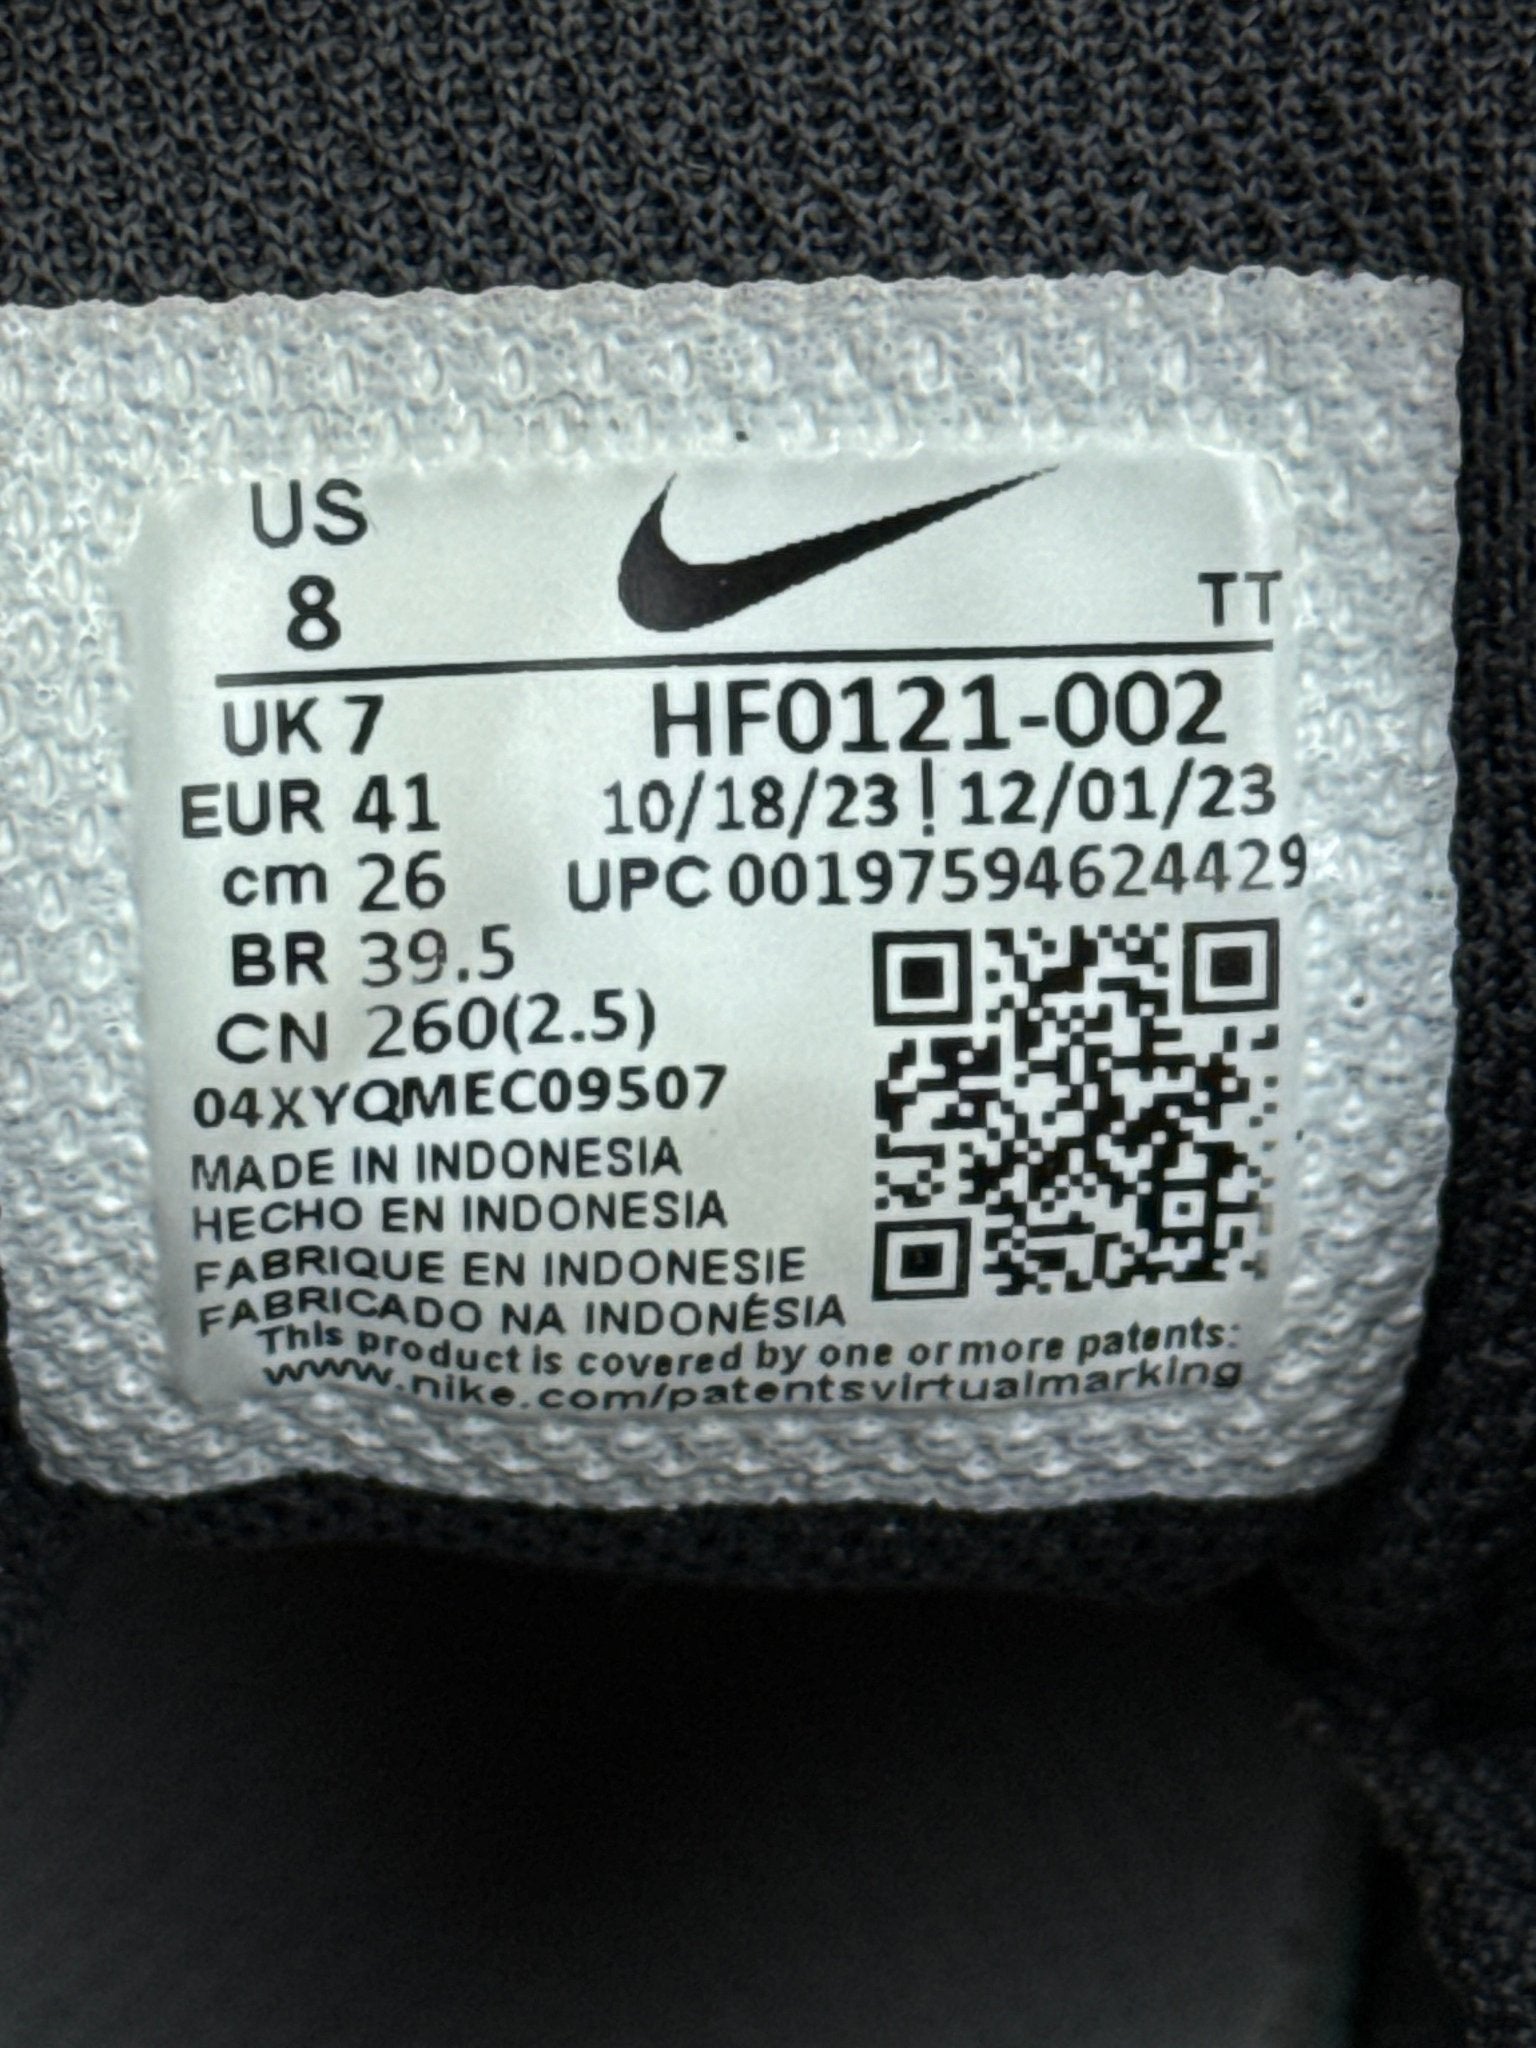 US
8
TT
UK 7
HF0121-002
EUR 41
10/18/23 | 12/01/23
cm 26
UPC 00197594624429
BR 39.5
CN 260(2.5)
04XYQMEC09507
MADE IN INDONESIA
HECHO EN INDONESIA
FABRIQUE EN INDONESIE
FABRICADO NA INDONÉSIA
This product is covered by one or more patents:
www.nike.com/patentsvirtualmarking